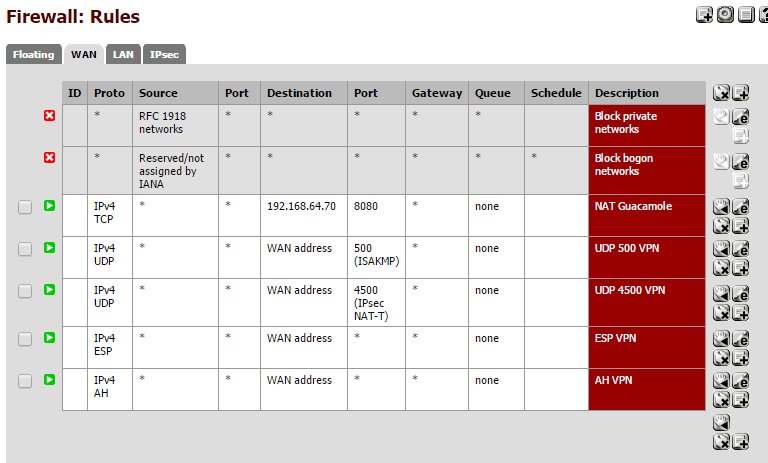 Firewall: Rules
Floating WAN LAN IPsec
ID Proto Source Port Destination Port Gateway Queue Schedule Description
* RFC 1918 * * * * * Block private
networks networks
* Reserved/not * * * * * * Block bogon
assigned by networks
IANA
IPv4 * * 192.168.64.70 8080 * none NAT Guacamole
TCP
IPv4 * * WAN address 500 * none UDP 500 VPN
UDP (ISAKMP)
IPv4 * * WAN address 4500 * none UDP 4500 VPN
UDP (IPsec
NAT-T)
IPv4 * * WAN address * * none ESP VPN
ESP
IPv4 * * WAN address * * none AH VPN
AH